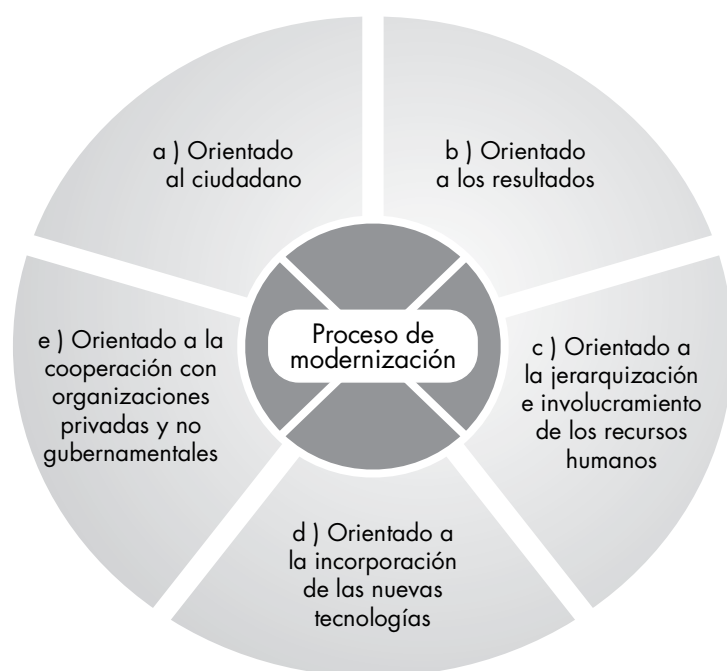 a ) Orientado
al ciudadano
b ) Orientado
a los resultados
Proceso de
modernización
c ) Orientado a
la jerarquización
e involucramiento
de los recursos
humanos
d ) Orientado a
la incorporación
de las nuevas
tecnologías
e ) Orientado a la
cooperación con
organizaciones
privadas y no
gubernamentales